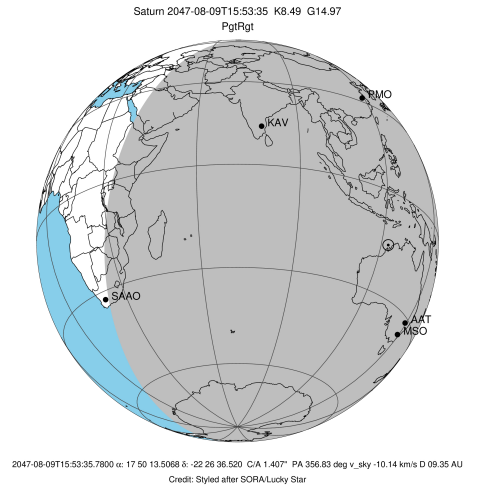 Saturn 2047-08-09T15:53:35 K8.49 G14.97
PgtRgt
PMO
KAV
SAAO
AAT
MSO
2047-08-09T15:53:35.7800 α: 17 50 13.5068 δ: -22 26 36.520 C/A 1.407" PA 356.83 deg v_sky -10.14 km/s D 09.35 AU
Credit: Styled after SORA/Lucky Star